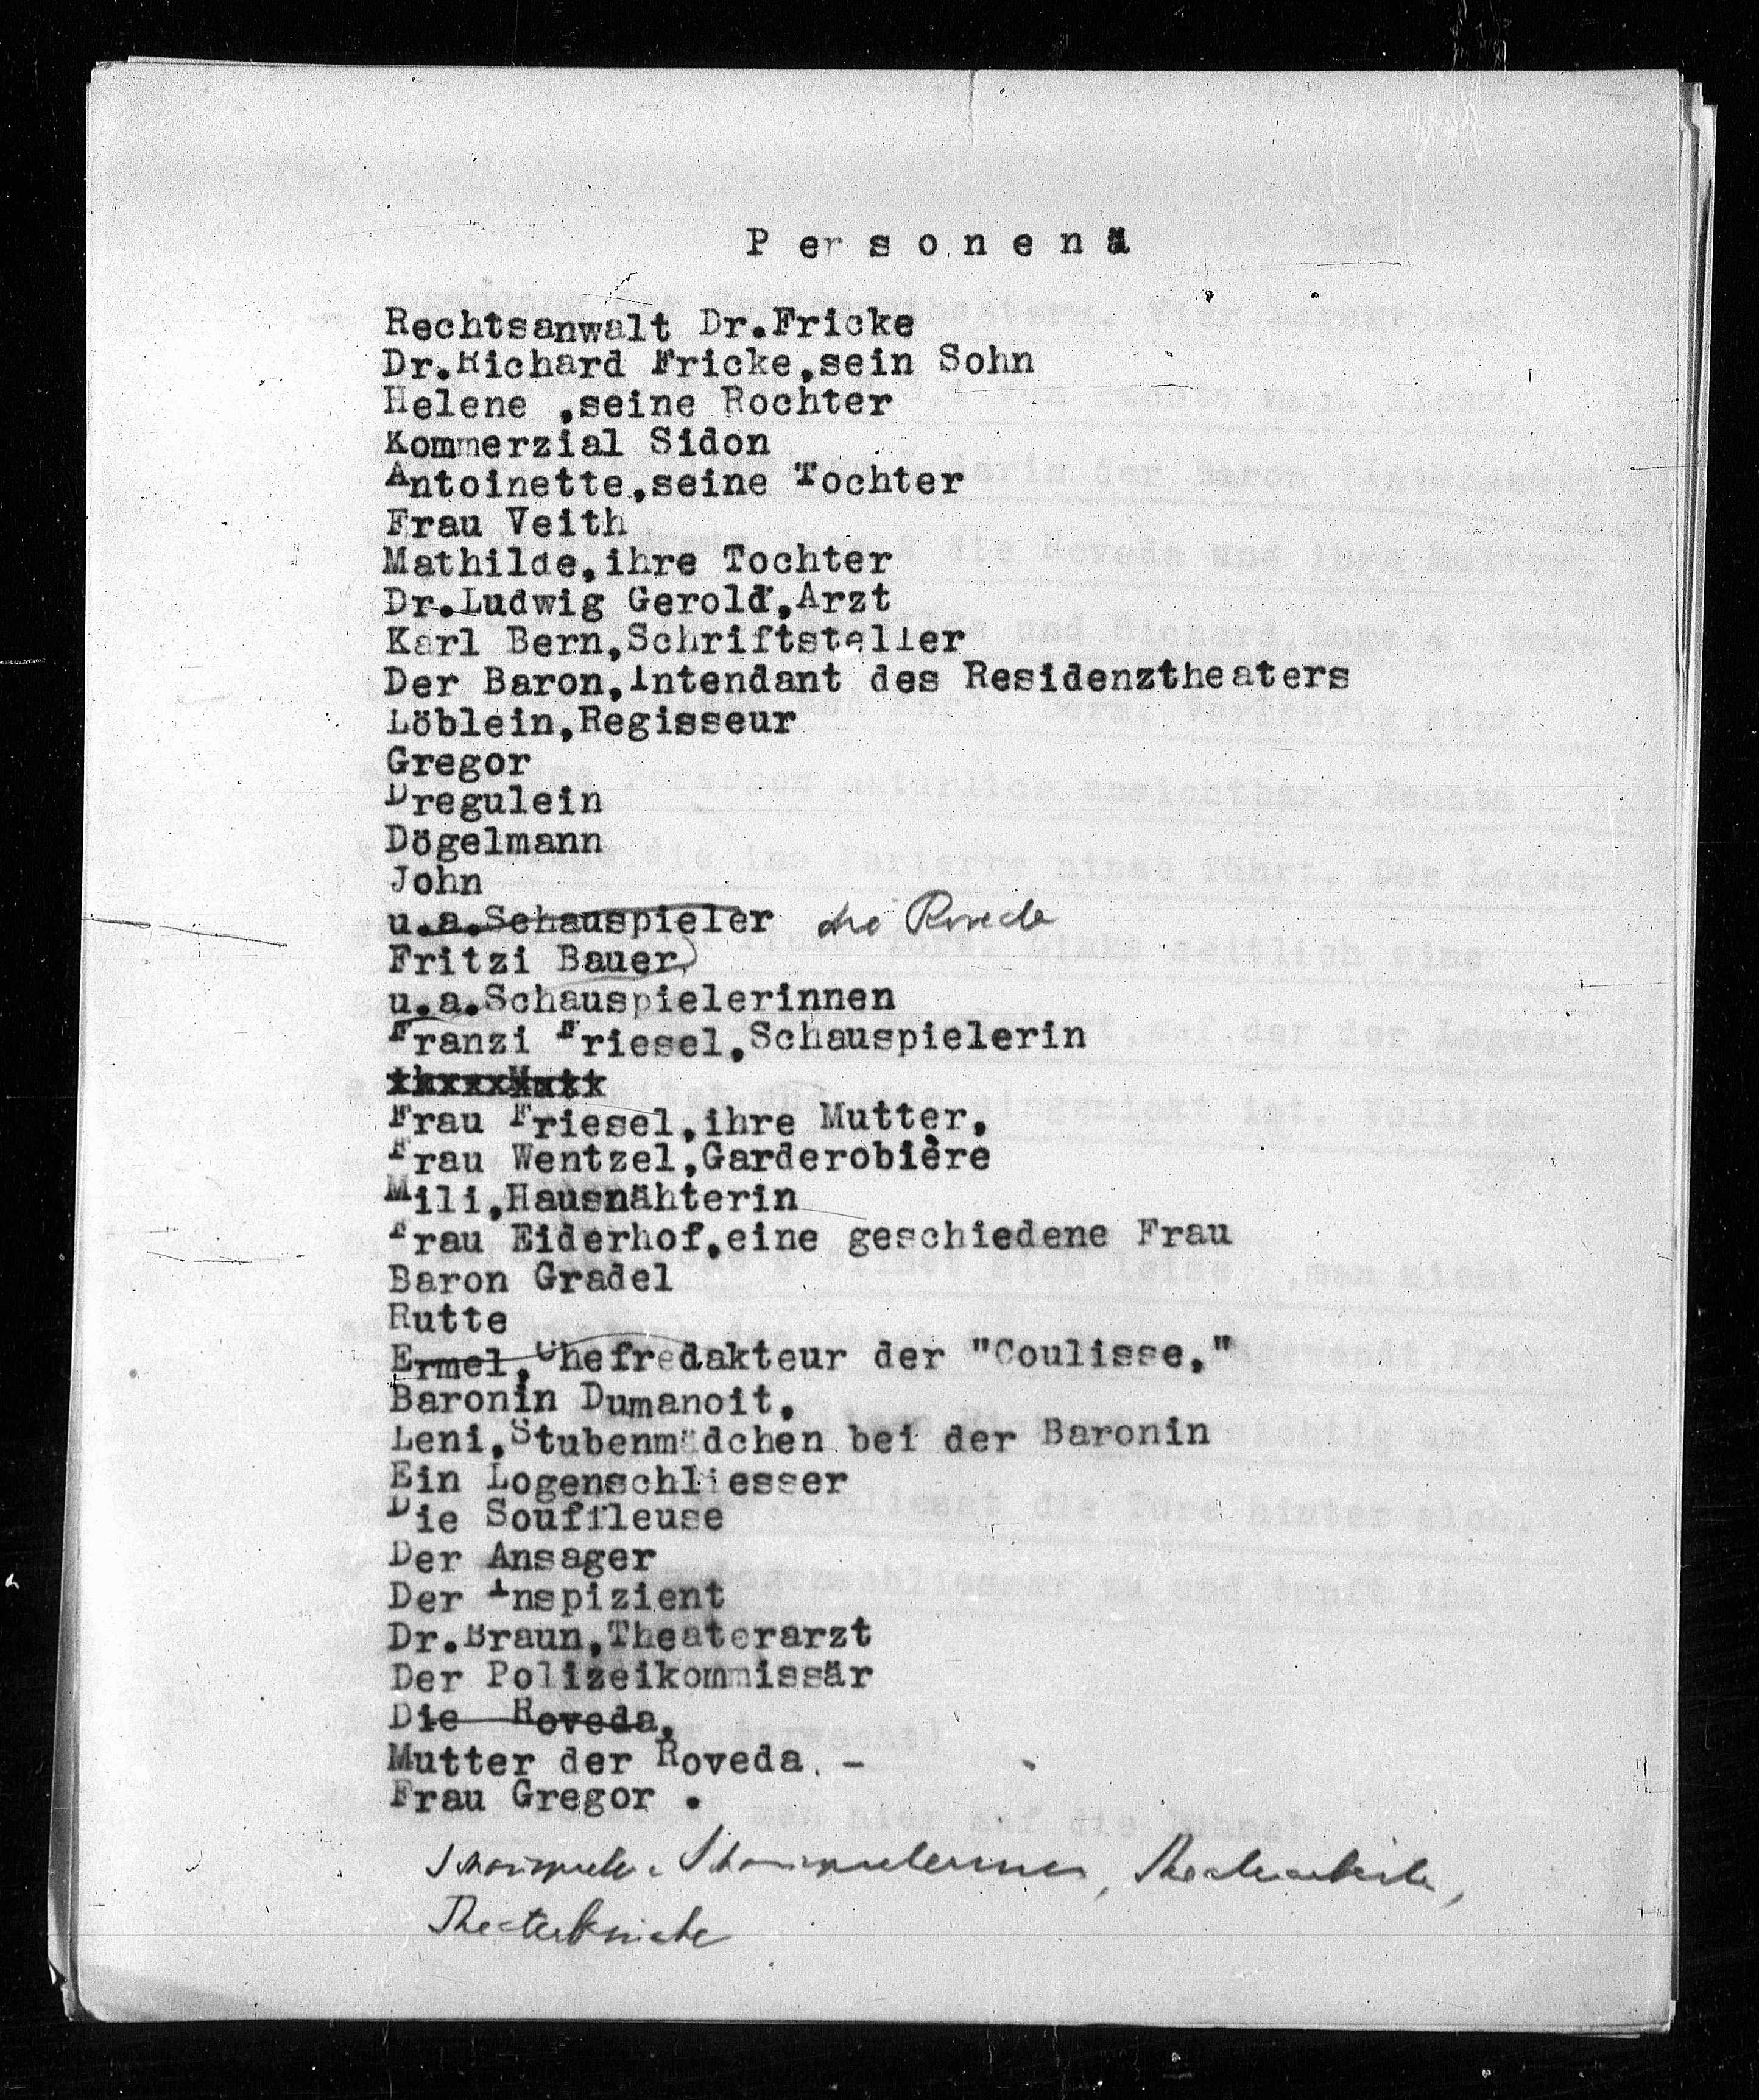 P e r s o n e n :
Rechtsanwalt Dr.Fricke
Dr.Richard Fricke,sein Sohn
Helene ,seine Rochter
Kommerzial Sidon
Antoinette,seine Tochter
Frau Veith
Mathilde,ihre Tochter
Dr.Ludwig Gerold,Arzt
Karl Bern,Schriftsteller
Der Baron,Intendant des Residenztheaters
Löblein,Regisseur
Gregor
Dregulein
Dögelmann
John
u.a.Schauspieler die Roveda
Fritzi Bauer
u.a.Schauspielerinnen
Franzi Friesel,Schauspielerin
Frau Friesel,ihre Mutter,
Frau Wentzel,Garderobière
Mili,Hausnähterin
Frau Eiderhof,eine geschiedene Frau
Baron Gradel
Rutte
Ermel,Chefredakteur der "Coulisse,"
Baronin Dumanoit,
Leni,Stubenmädchen bei der Baronin
Ein Logenschliesser
Die Souffleuse
Der Ansager
Der Inspizient
Dr.Braun,Theaterarzt
Der Polizeikommissär
Die Roveda,
Mutter der Roveda. -
Frau Gregor .
Schauspieler, Schauspielerinnen, Theaterarbeiter,